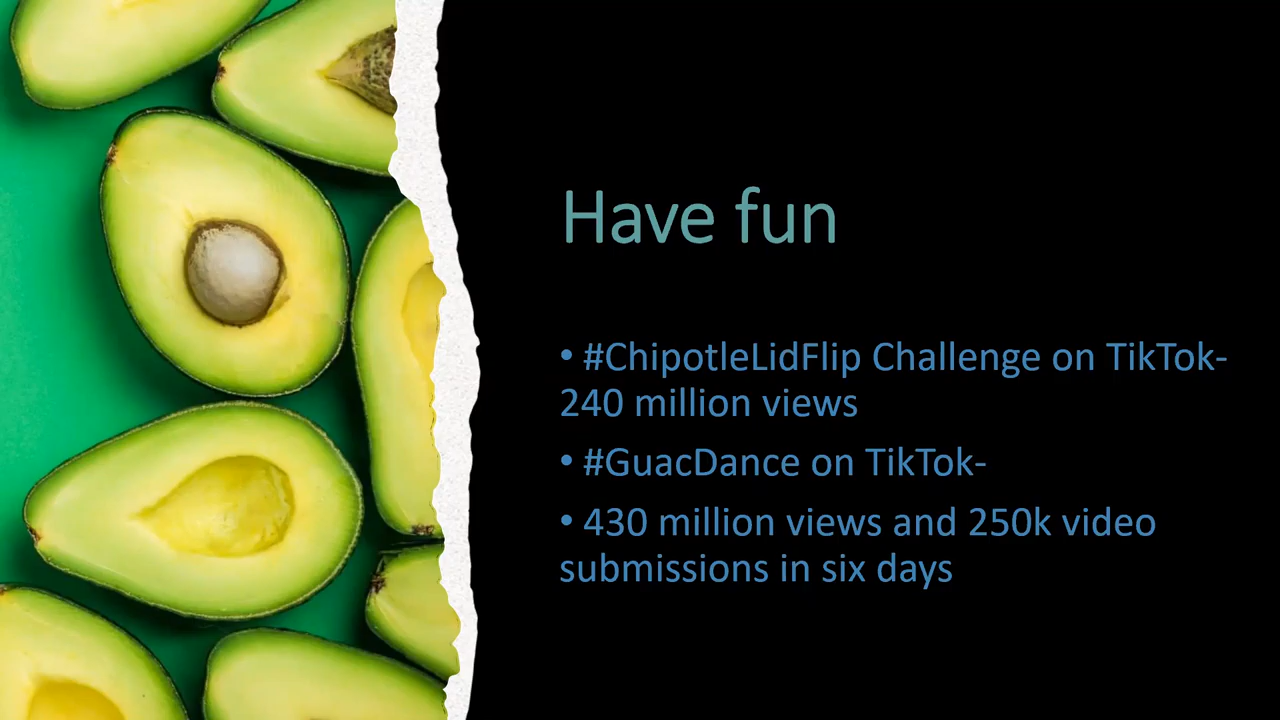 Have fun
• #ChipotleLidFlip Challenge on TikTok-
240 million views
• #GuacDance on TikTok-
• 430 million views and 250k video
submissions in six days